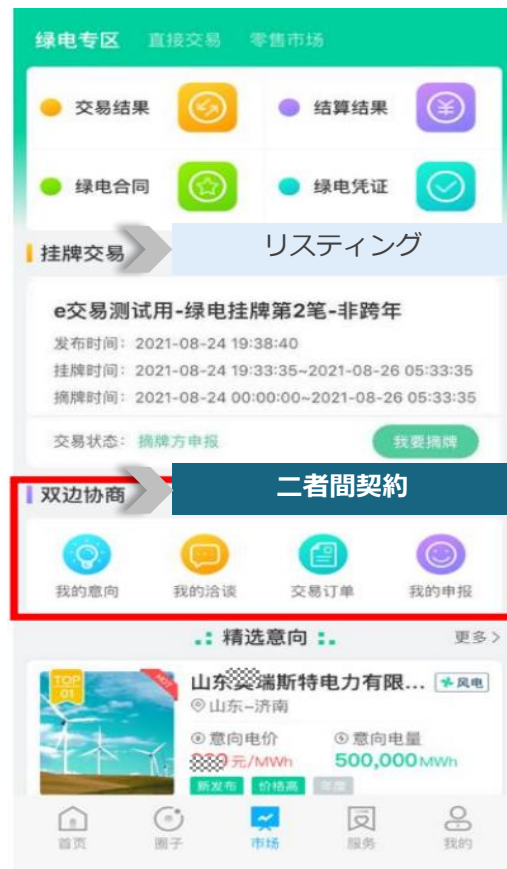 绿电专区 直接交易 零售市场
交易结果 结算结果
绿电合同 绿电凭证
挂牌交易 リスティング
e交易测试用-绿电挂牌第2笔-非跨年
发布时间: 2021-08-24 19:38:40
挂牌时间: 2021-08-24 19:33:35~2021-08-26 05:33:35
摘牌时间: 2021-08-24 00:00:00~2021-08-26 05:33:35
交易状态: 摘牌方申报 我要摘牌
双边协商 二者間契約
我的意向 我的洽谈 交易订单 我的申报
精选意向 更多>
TOP 01 HOT 山东 瑞斯特电力有限... 风电
山东-济南
意向电价 意向电量
元/MWh 500,000 MWh
新发布 价格高 年度
首页 圈子 市场 服务 我的